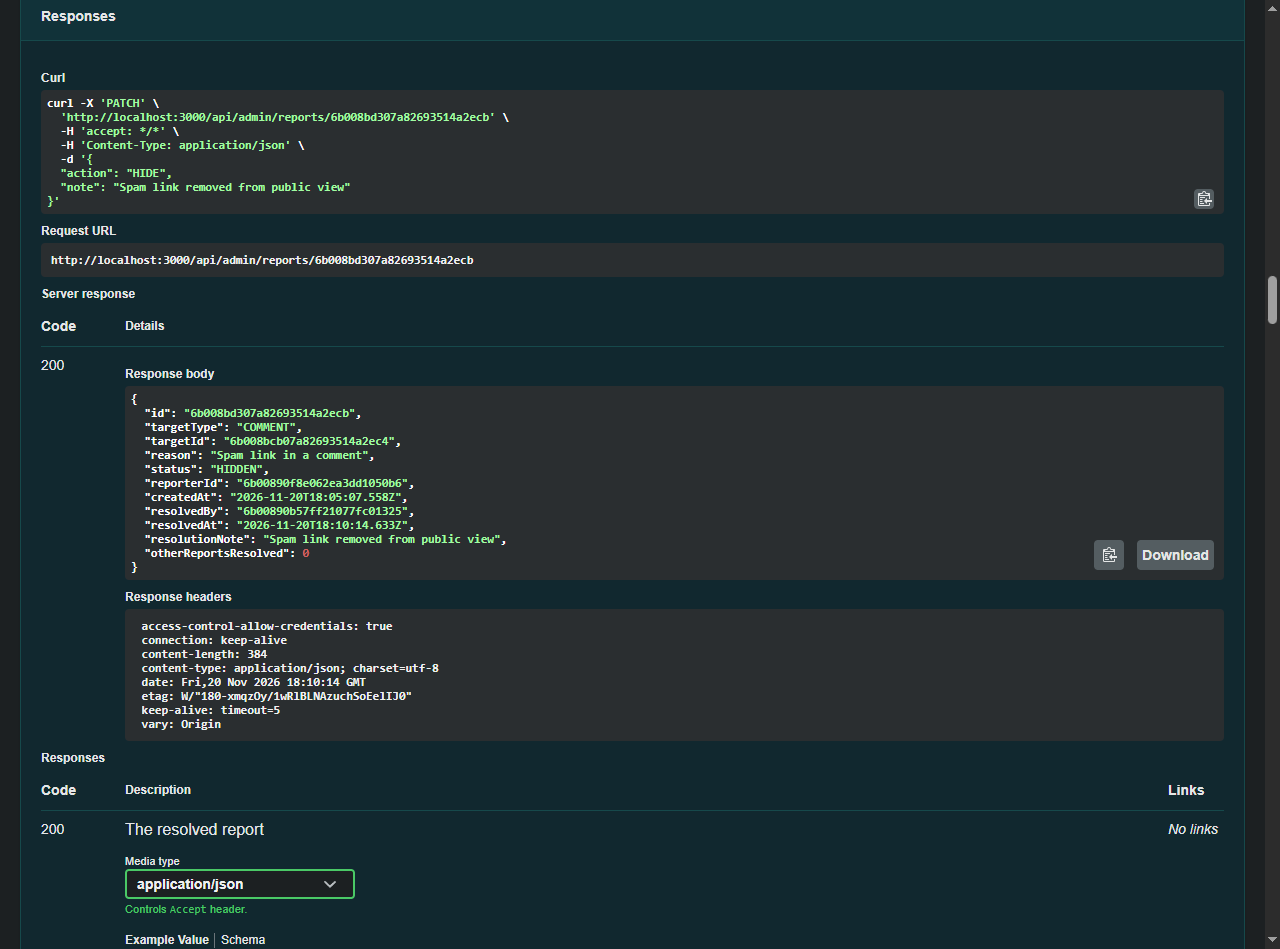 Responses
Curl
curl -X 'PATCH' \
  'http://localhost:3000/api/admin/reports/6b008bd307a82693514a2ecb' \
  -H 'accept: */*' \
  -H 'Content-Type: application/json' \
  -d '{
  "action": "HIDE",
  "note": "Spam link removed from public view"
}'
Request URL
http://localhost:3000/api/admin/reports/6b008bd307a82693514a2ecb
Server response
Code Details
200
Response body
{
  "id": "6b008bd307a82693514a2ecb",
  "targetType": "COMMENT",
  "targetId": "6b008bcb07a82693514a2ec4",
  "reason": "Spam link in a comment",
  "status": "HIDDEN",
  "reporterId": "6b00890f8e062ea3dd1050b6",
  "createdAt": "2026-11-20T18:05:07.558Z",
  "resolvedBy": "6b00890b57ff21077fc01325",
  "resolvedAt": "2026-11-20T18:10:14.633Z",
  "resolutionNote": "Spam link removed from public view",
  "otherReportsResolved": 0
}
Download
Response headers
access-control-allow-credentials: true
connection: keep-alive
content-length: 384
content-type: application/json; charset=utf-8
date: Fri,20 Nov 2026 18:10:14 GMT
etag: W/"180-xmqzOy/1wRlBLNAzuchSoEelIJ0"
keep-alive: timeout=5
vary: Origin
Responses
Code Description Links
200 The resolved report No links
Media type
application/json
Controls Accept header.
Example Value Schema